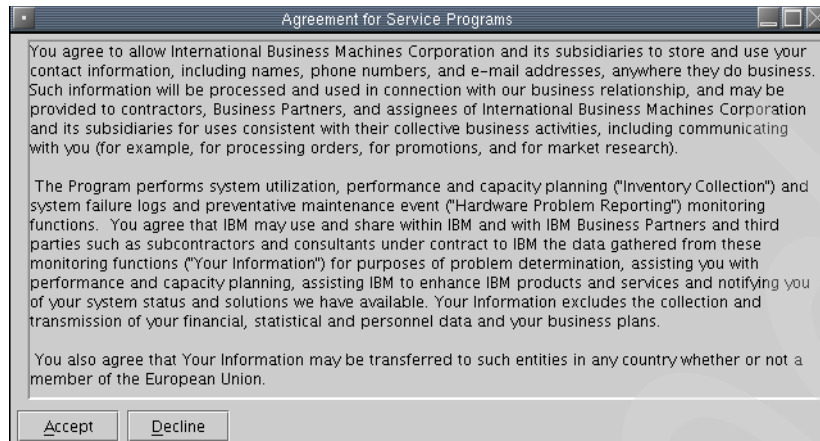 Agreement for Service Programs
You agree to allow International Business Machines Corporation and its subsidiaries to store and use your
contact information, including names, phone numbers, and e-mail addresses, anywhere they do business.
Such information will be processed and used in connection with our business relationship, and may be
provided to contractors, Business Partners, and assignees of International Business Machines Corporation
and its subsidiaries for uses consistent with their collective business activities, including communicating
with you (for example, for processing orders, for promotions, and for market research).
The Program performs system utilization, performance and capacity planning ("Inventory Collection") and
system failure logs and preventative maintenance event ("Hardware Problem Reporting") monitoring
functions.  You agree that IBM may use and share within IBM and with IBM Business Partners and third
parties such as subcontractors and consultants under contract to IBM the data gathered from these
monitoring functions ("Your Information") for purposes of problem determination, assisting you with
performance and capacity planning, assisting IBM to enhance IBM products and services and notifying you
of your system status and solutions we have available. Your Information excludes the collection and
transmission of your financial, statistical and personnel data and your business plans.
You also agree that Your Information may be transferred to such entities in any country whether or not a
member of the European Union.
Accept
Decline